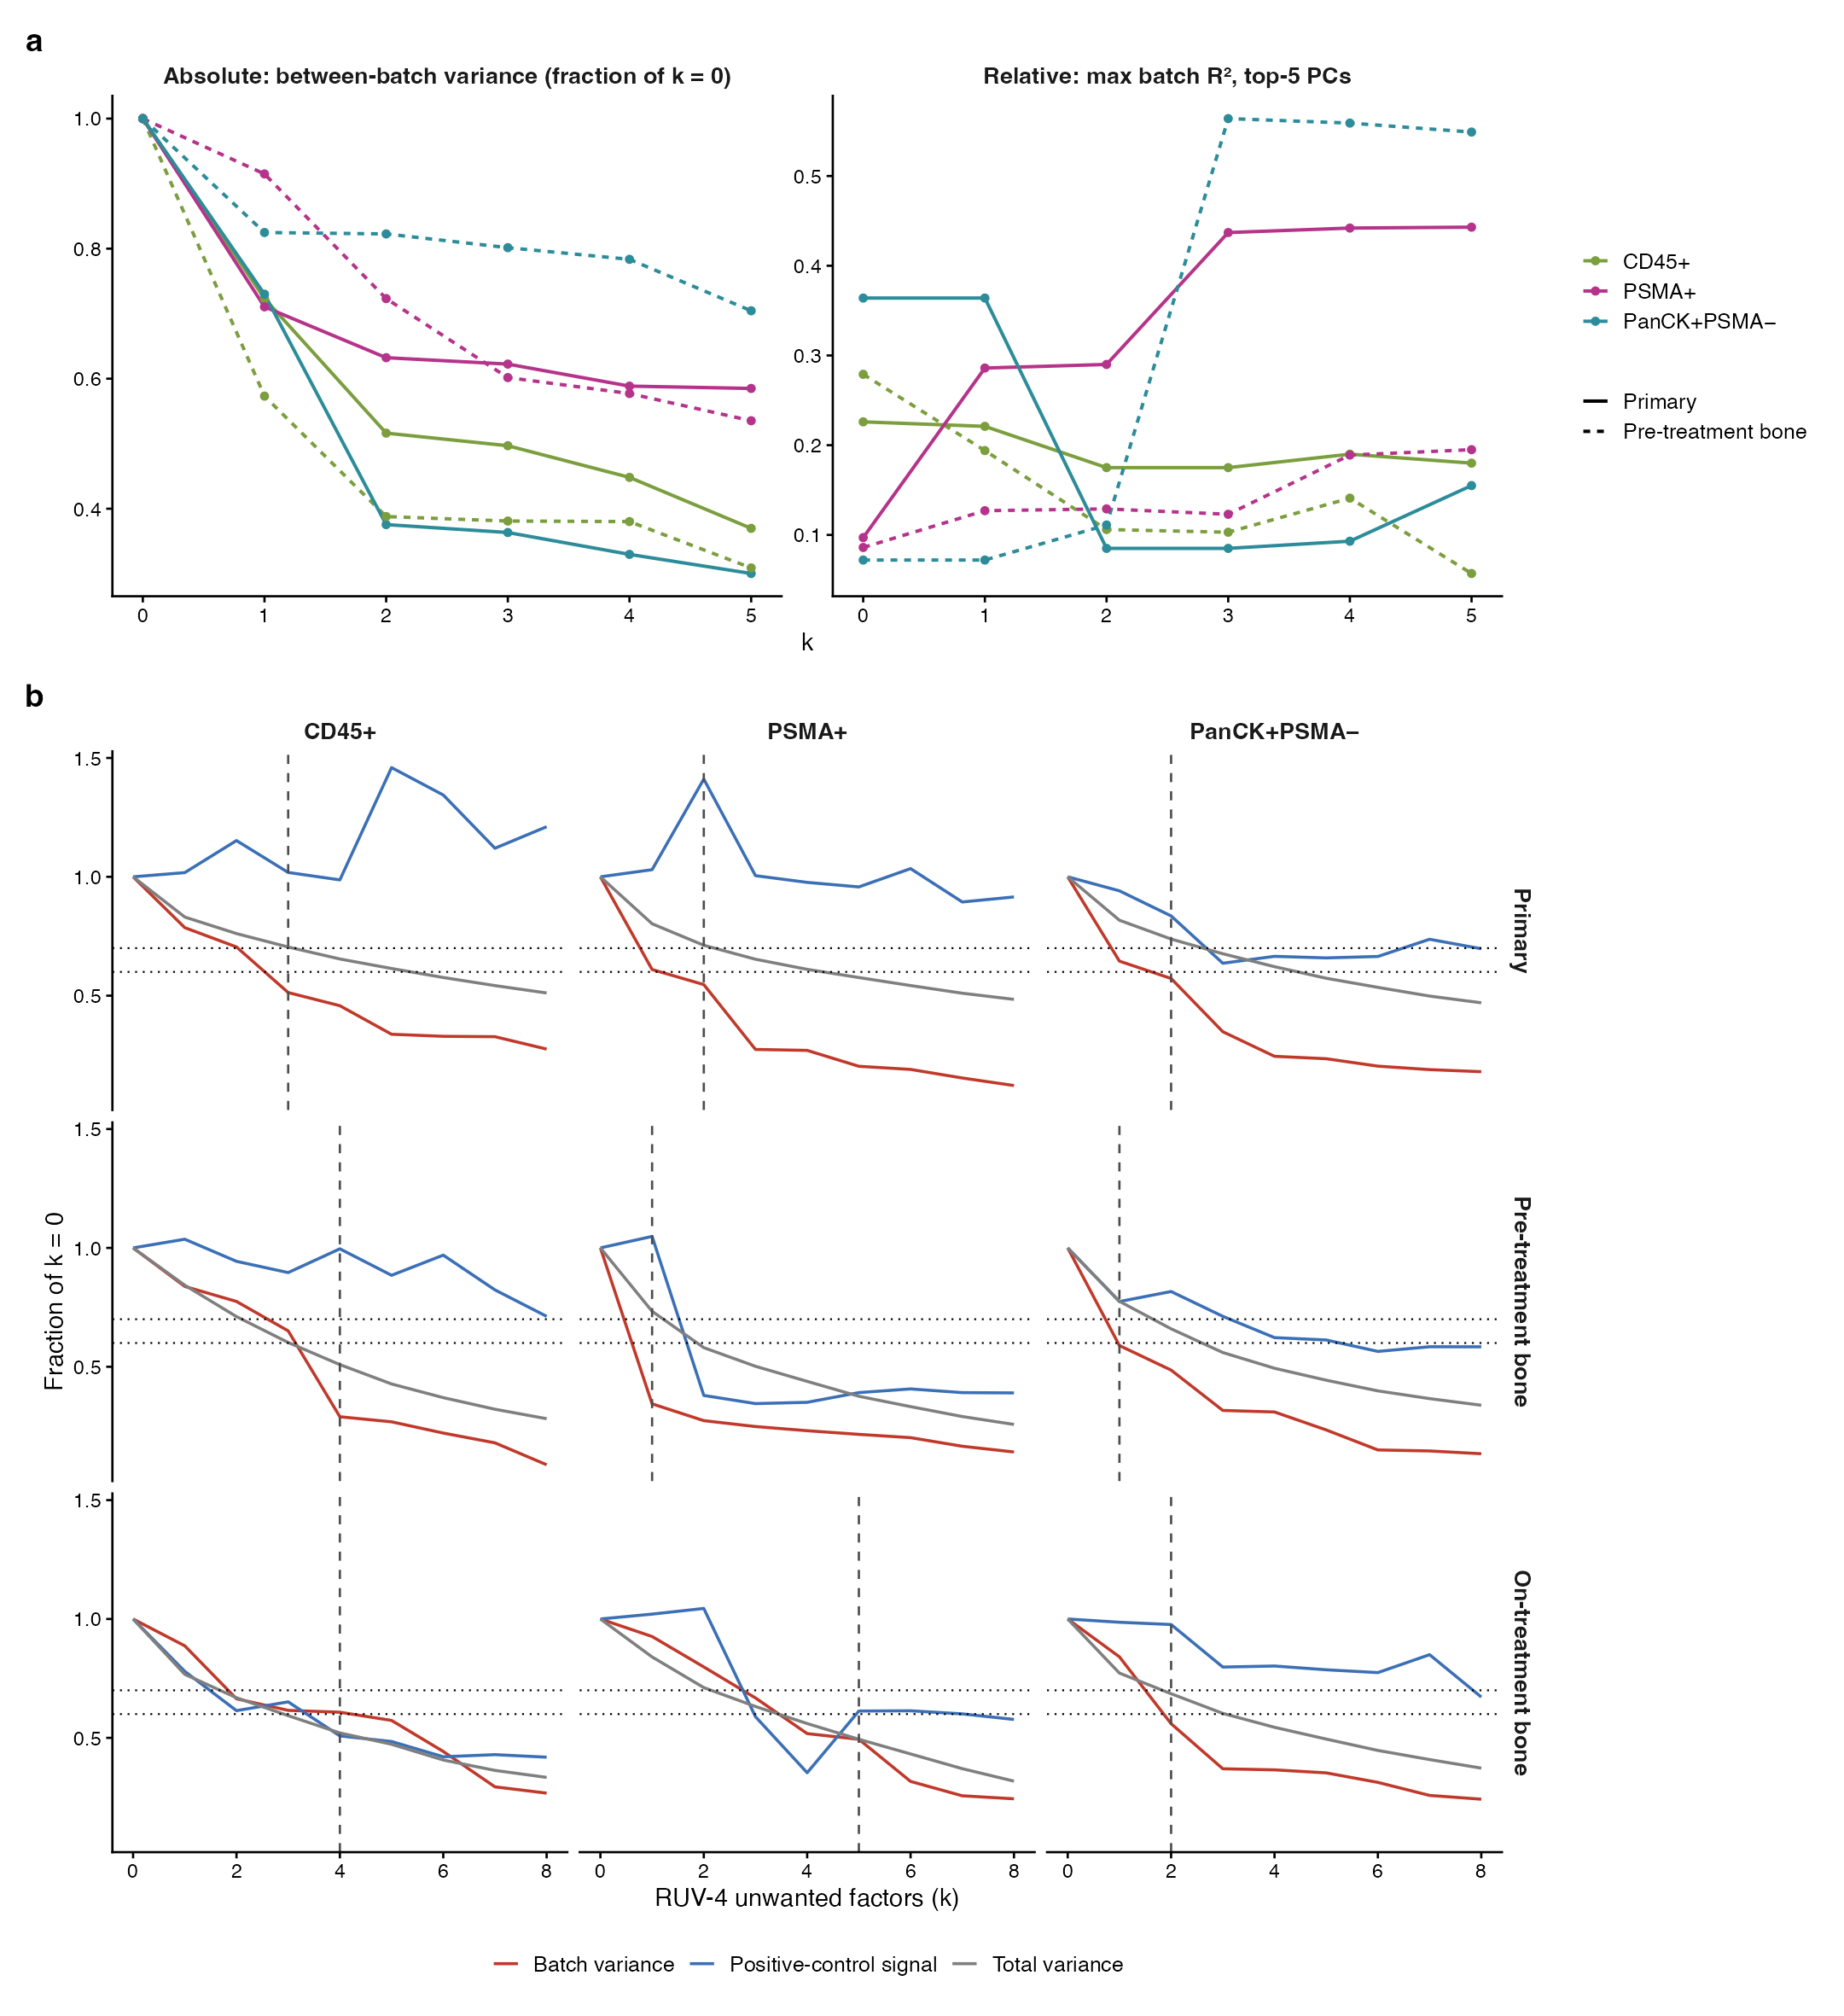 a
Absolute: between-batch variance (fraction of k = 0)
Relative: max batch R², top-5 PCs
1.0
0.8
0.6
0.4
0.5
0.4
0.3
0.2
0.1
0 1 2 3 4 5
0 1 2 3 4 5
k
CD45+
PSMA+
PanCK+PSMA−
Primary
Pre-treatment bone
b
CD45+
PSMA+
PanCK+PSMA−
1.5
1.0
0.5
Primary
1.5
1.0
0.5
Pre-treatment bone
1.5
1.0
0.5
On-treatment bone
Fraction of k = 0
0 2 4 6 8
0 2 4 6 8
0 2 4 6 8
RUV-4 unwanted factors (k)
Batch variance
Positive-control signal
Total variance